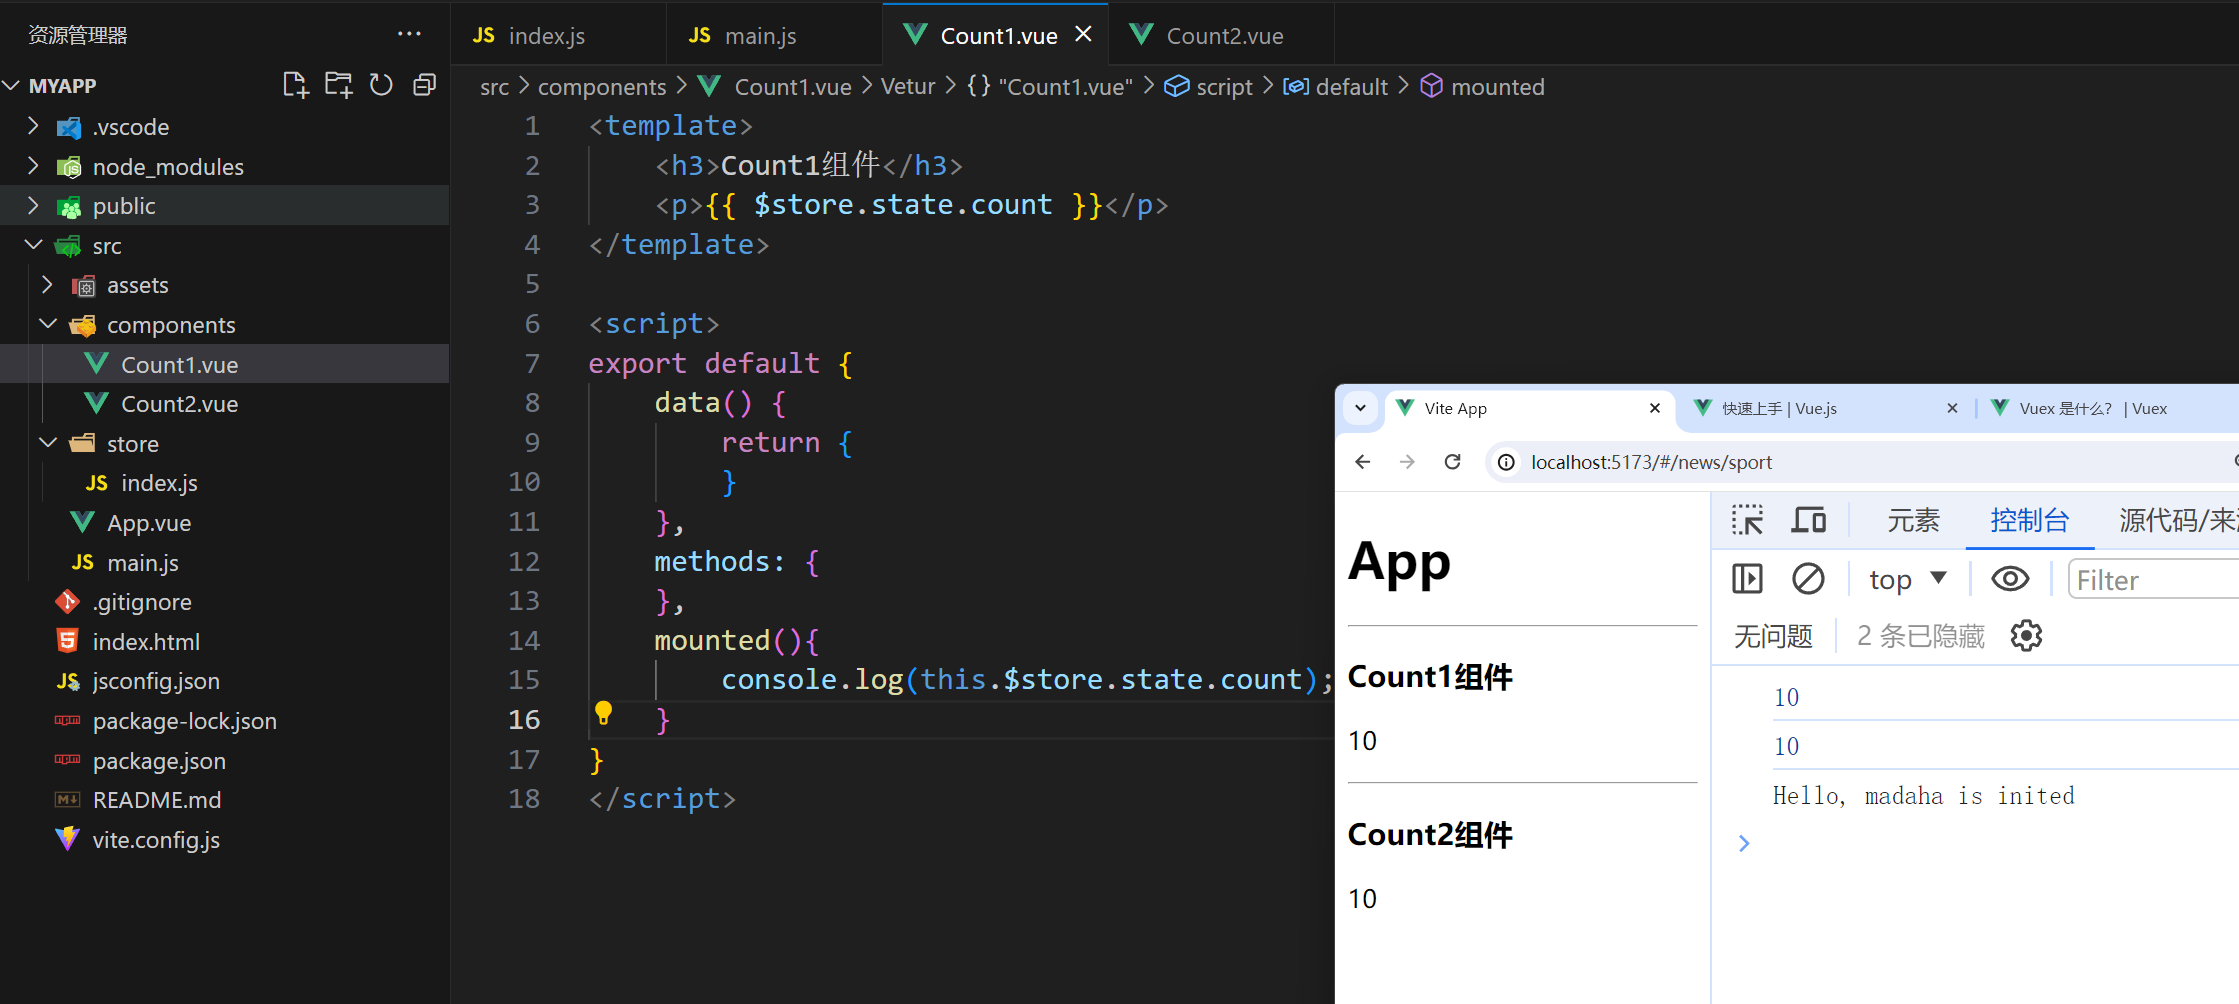 资源管理器
MYAPP
.vscode
node_modules
public
src
assets
components
Count1.vue
Count2.vue
store
index.js
App.vue
main.js
.gitignore
index.html
jsconfig.json
package-lock.json
package.json
README.md
vite.config.js
JS index.js
JS main.js
Count1.vue
Count2.vue
src > components > Count1.vue > Vetur > {} "Count1.vue" > script > default > mounted
1 <template>
2 <h3>Count1组件</h3>
3 <p>{{ $store.state.count }}</p>
4 </template>
5
6 <script>
7 export default {
8 data() {
9 return {
10 }
11 },
12 methods: {
13 },
14 mounted(){
15 console.log(this.$store.state.count);
16 }
17 }
18 </script>
Vite App
快速上手 | Vue.js
Vuex 是什么? | Vuex
localhost:5173/#/news/sport
App
Count1组件
10
Count2组件
10
元素
控制台
源代码/来
top
Filter
无问题
2 条已隐藏
10
10
Hello, madaha is inited